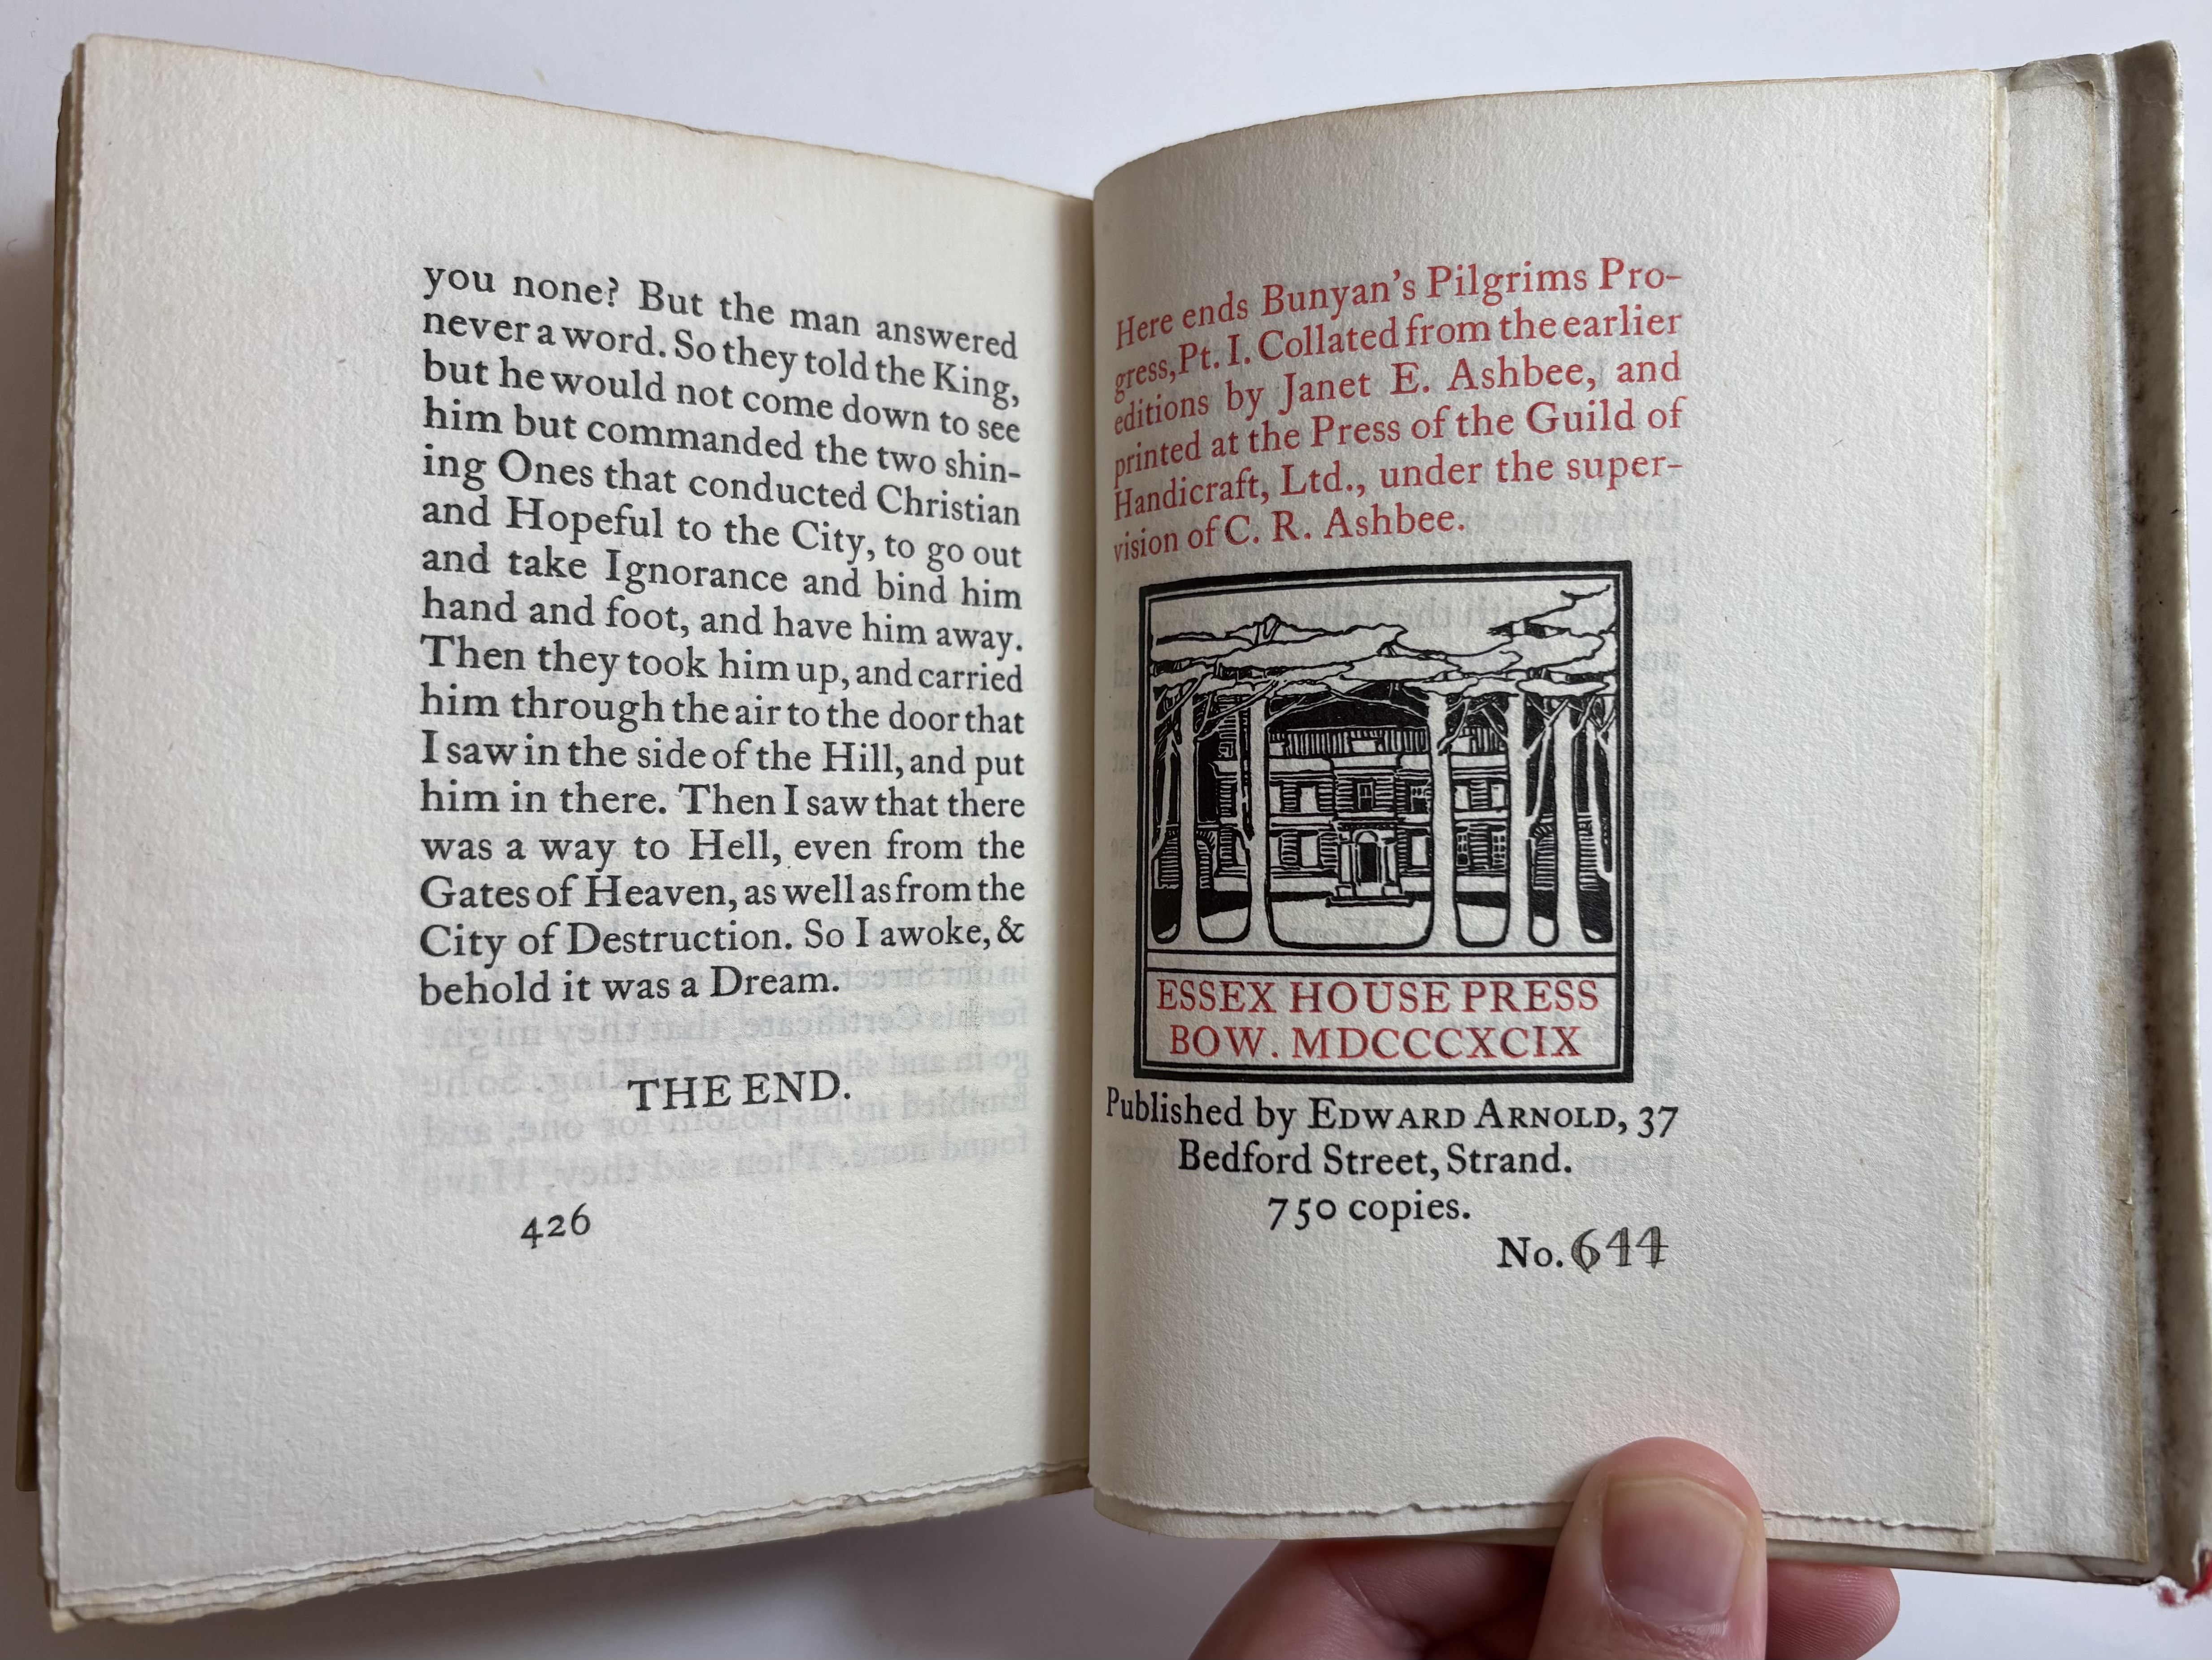 you none? But the man answered
never a word. So they told the King,
but he would not come down to see
him but commanded the two shin-
ing Ones that conducted Christian
and Hopeful to the City, to go out
and take Ignorance and bind him
hand and foot, and have him away.
Then they took him up, and carried
him through the air to the door that
I saw in the side of the Hill, and put
him in there. Then I saw that there
was a way to Hell, even from the
Gates of Heaven, as well as from the
City of Destruction. So I awoke, &
behold it was a Dream.
THE END.
426
Here ends Bunyan's Pilgrims Pro-
gress, Pt. I. Collated from the earlier
editions by Janet E. Ashbee, and
printed at the Press of the Guild of
Handicraft, Ltd., under the super-
vision of C. R. Ashbee.
ESSEX HOUSE PRESS
BOW. MDCCCXCIX
Published by EDWARD ARNOLD, 37
Bedford Street, Strand.
750 copies.
No. 644